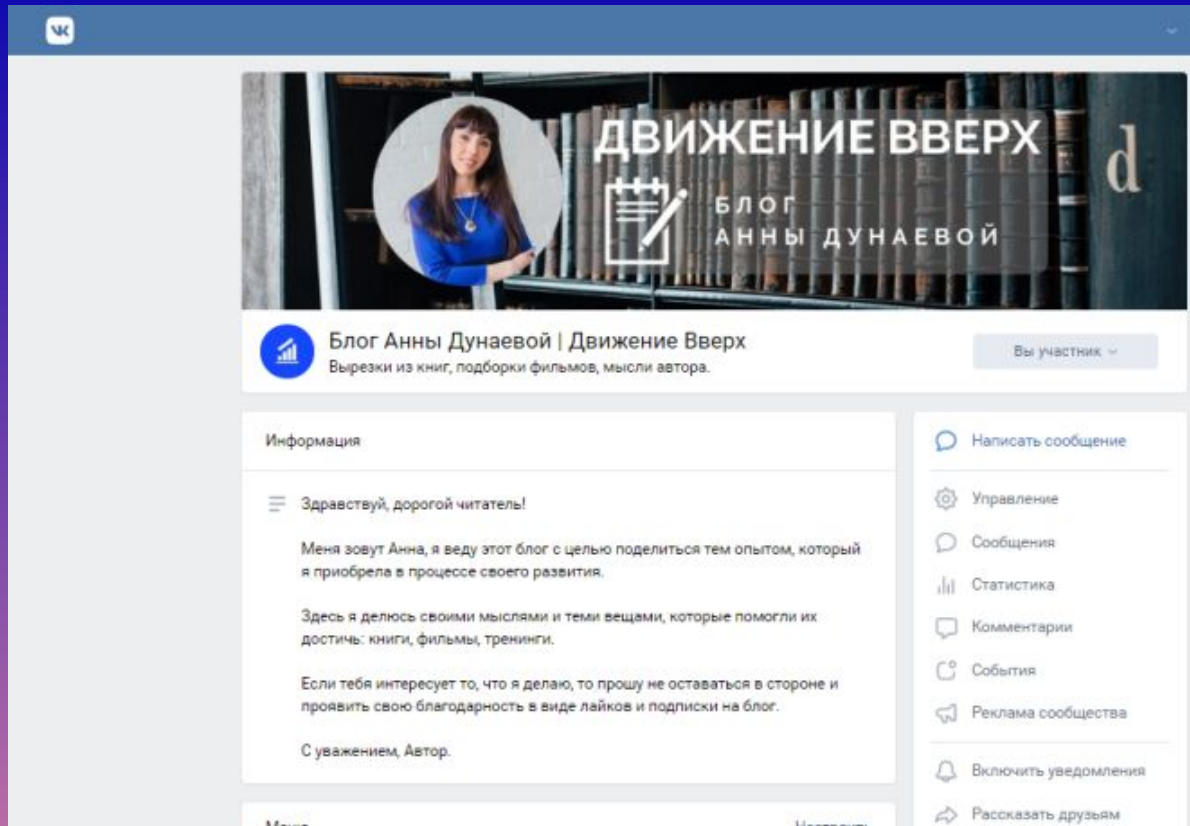 ДВИЖЕНИЕ ВВЕРХ
БЛОГ
АННЫ ДУНАЕВОЙ
d
Блог Анны Дунаевой | Движение Вверх
Вырезки из книг, подборки фильмов, мысли автора.
Вы участник
Информация
Здравствуй, дорогой читатель!
Меня зовут Анна, я веду этот блог с целью поделиться тем опытом, который
я приобрела в процессе своего развития.
Здесь я делюсь своими мыслями и теми вещами, которые помогли их
достичь: книги, фильмы, тренинги.
Если тебя интересует то, что я делаю, то прошу не оставаться в стороне и
проявить свою благодарность в виде лайков и подписки на блог.
С уважением, Автор.
Меню
Настроить
Написать сообщение
Управление
Сообщения
Статистика
Комментарии
События
Реклама сообщества
Включить уведомления
Рассказать друзьям